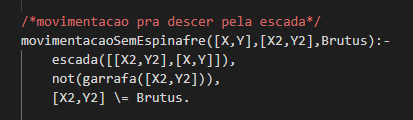 /*movimentacao pra descer pela escada*/
movimentacaoSemEspinafre([X,Y],[X2,Y2],Brutus):-
    escada([[X2,Y2],[X,Y]]),
    not(garrafa([X2,Y2])),
    [X2,Y2] \= Brutus.